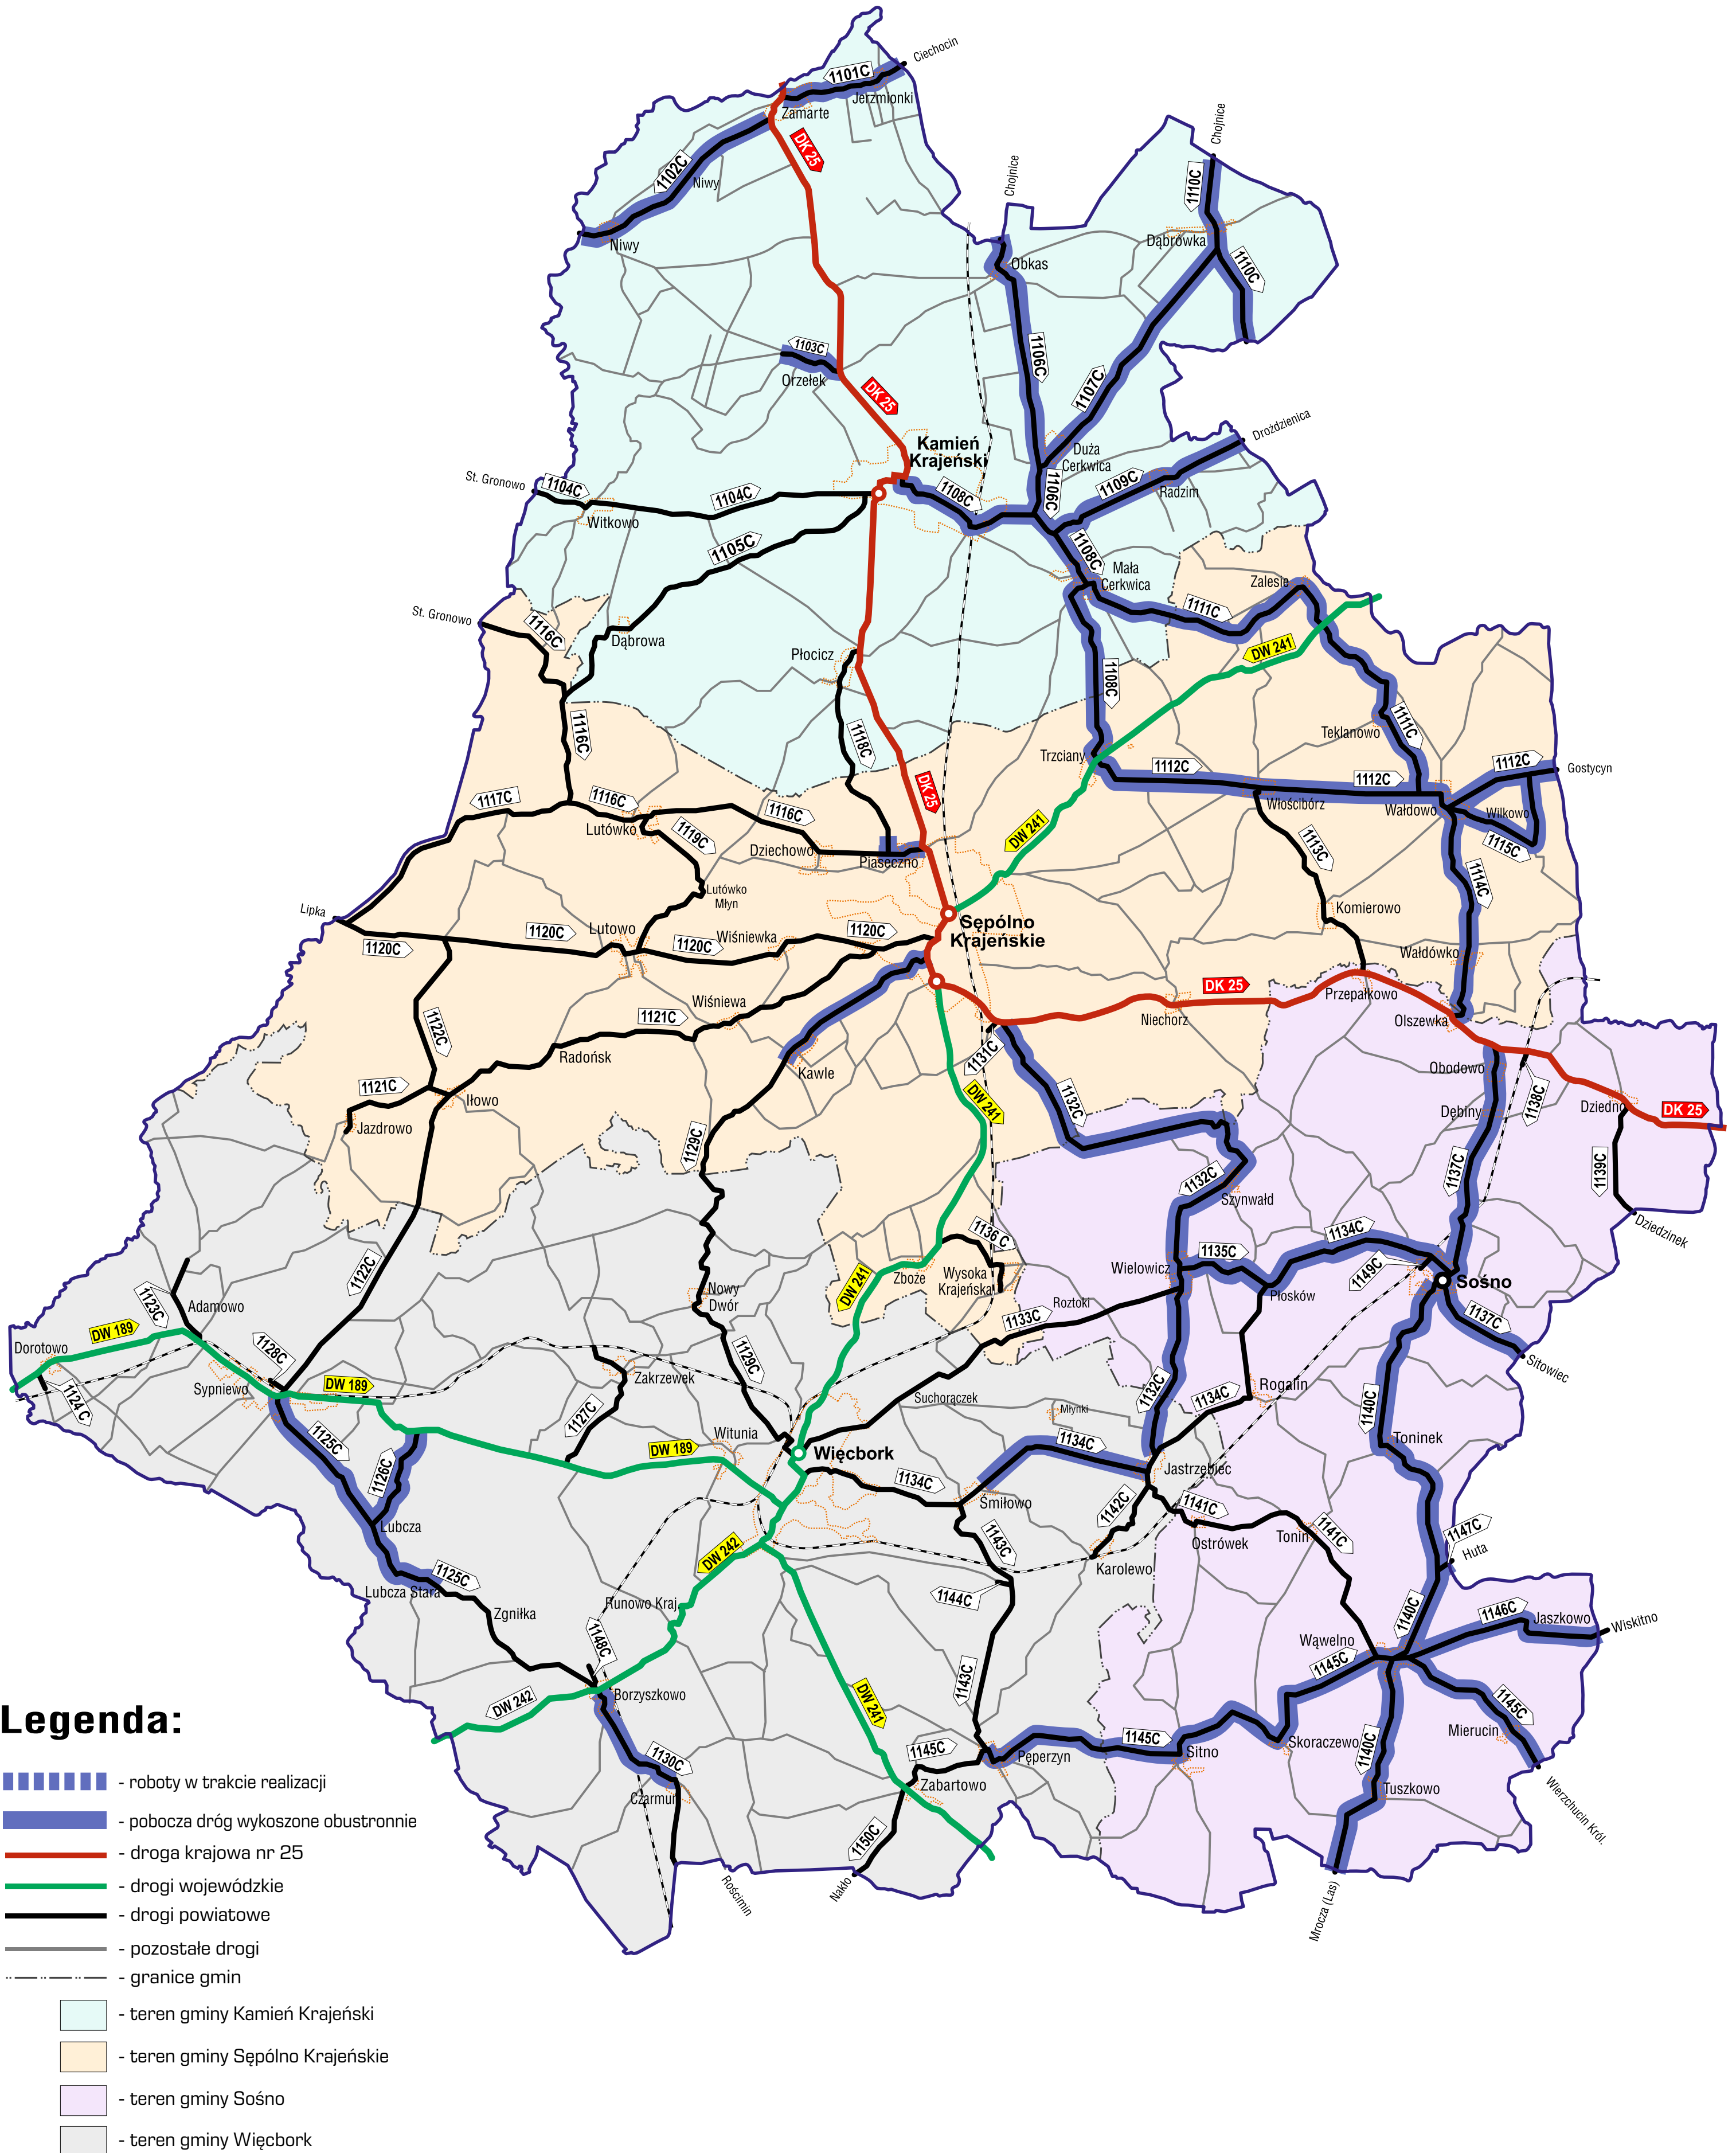 Ciechocin
1101C
Jerzmionki
Zamarte
DK 25
1102C
Niwy
Niwy
Chojnice
Chojnice
1110C
Dąbrówka
1110C
Obkas
1106C
1103C
Orzełek
DK 25
1107C
Kamień
Krajeński
Duża
Cerkwica
Drożdzienica
St. Gronowo
1104C
1104C
Witkowo
1108C
1106C
1109C
Radzim
1105C
1108C
Mała
Cerkwica
Zalesie
St. Gronowo
1116C
Dąbrowa
1111C
Płocicz
DW 241
1108C
1116C
1118C
Teklanowo
1111C
Trzciany
1112C
1112C
1112C
Gostycyn
DK 25
1117C
1116C
1116C
Lutówko
1119C
Włościbórz
Wałdowo
Wilkowo
DW 241
Dziechowo
Piaseczno
1113C
1115C
1114C
Lutówko
Młyn
Lipka
Komierowo
Sepólno
Krajeńskie
1120C
1120C
Lutowo
1120C
Wiśniewka
1120C
Wałdówko
DK 25
Przepałkowo
Wiśniewa
Niechorz
Olszewka
1122C
1121C
Radońsk
Kawle
1131C
Obodowo
1138C
1121C
Iłowo
DW 241
1132C
Dębiny
Dziedno
DK 25
Jazdrowo
1129C
1137C
1139C
1132C
Szynwałd
Dziedzinek
1136 C
1134C
1122C
Zboże
Wysoka
Krajeńska
Wielowicz
1135C
1149C
Sośno
1123C
Adamowo
Nowy
Dwór
DW 241
Roztoki
Płosków
1133C
1137C
DW 189
Dorotowo
1128C
1129C
Sitowiec
Zakrzewek
Sypniewo
DW 189
1124 C
Suchorączek
1132C
1134C
Rogalin
1140C
1127C
Młynki
1125C
Witunia
DW 189
Więcbork
1134C
Toninek
1126C
1134C
Jastrzębiec
Śmiłowo
1142C
1141C
Lubcza
1143C
Ostrówek
Tonin
1141C
1147C
Huta
DW 242
Karolewo
Lubcza Stara
1125C
1144C
Zgniłka
Runowo Kraj.
1140C
1146C
Jaszkowo
Wiskitno
1148C
Wąwelno
1145C
1143C
Borzyszkowo
DW 242
DW 241
1145C
Mierucin
1130C
1145C
Pęperzyn
1145C
Sitno
Skoraczewo
1140C
Czarmuń
Zabartowo
Tuszkowo
Wierzchucin Król.
1150C
Rościmin
Nakło
Mrocza (Las)
Legenda:
- roboty w trakcie realizacji
- pobocza dróg wykoszone obustronnie
- droga krajowa nr 25
- drogi wojewódzkie
- drogi powiatowe
- pozostałe drogi
- granice gmin
- teren gminy Kamień Krajeński
- teren gminy Sępólno Krajeńskie
- teren gminy Sośno
- teren gminy Więcbork